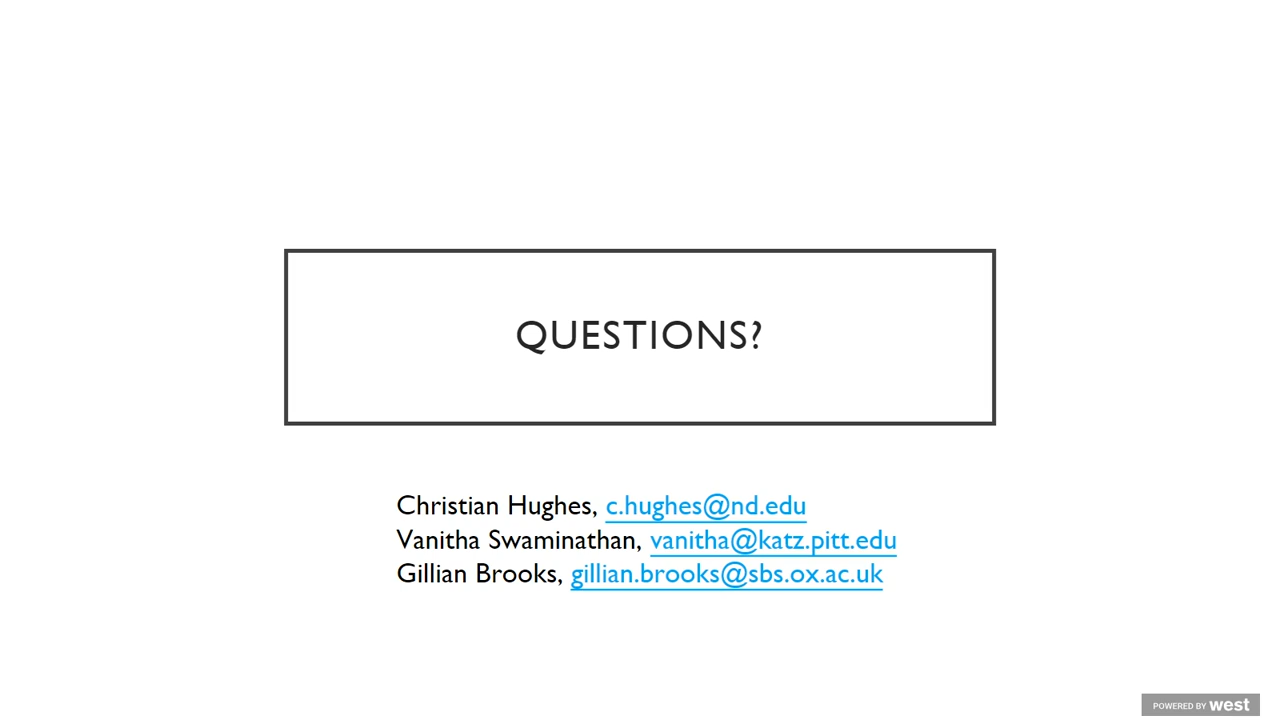 QUESTIONS?
Christian Hughes, c.hughes@nd.edu
Vanitha Swaminathan, vanitha@katz.pitt.edu
Gillian Brooks, gillian.brooks@sbs.ox.ac.uk
POWERED BY west